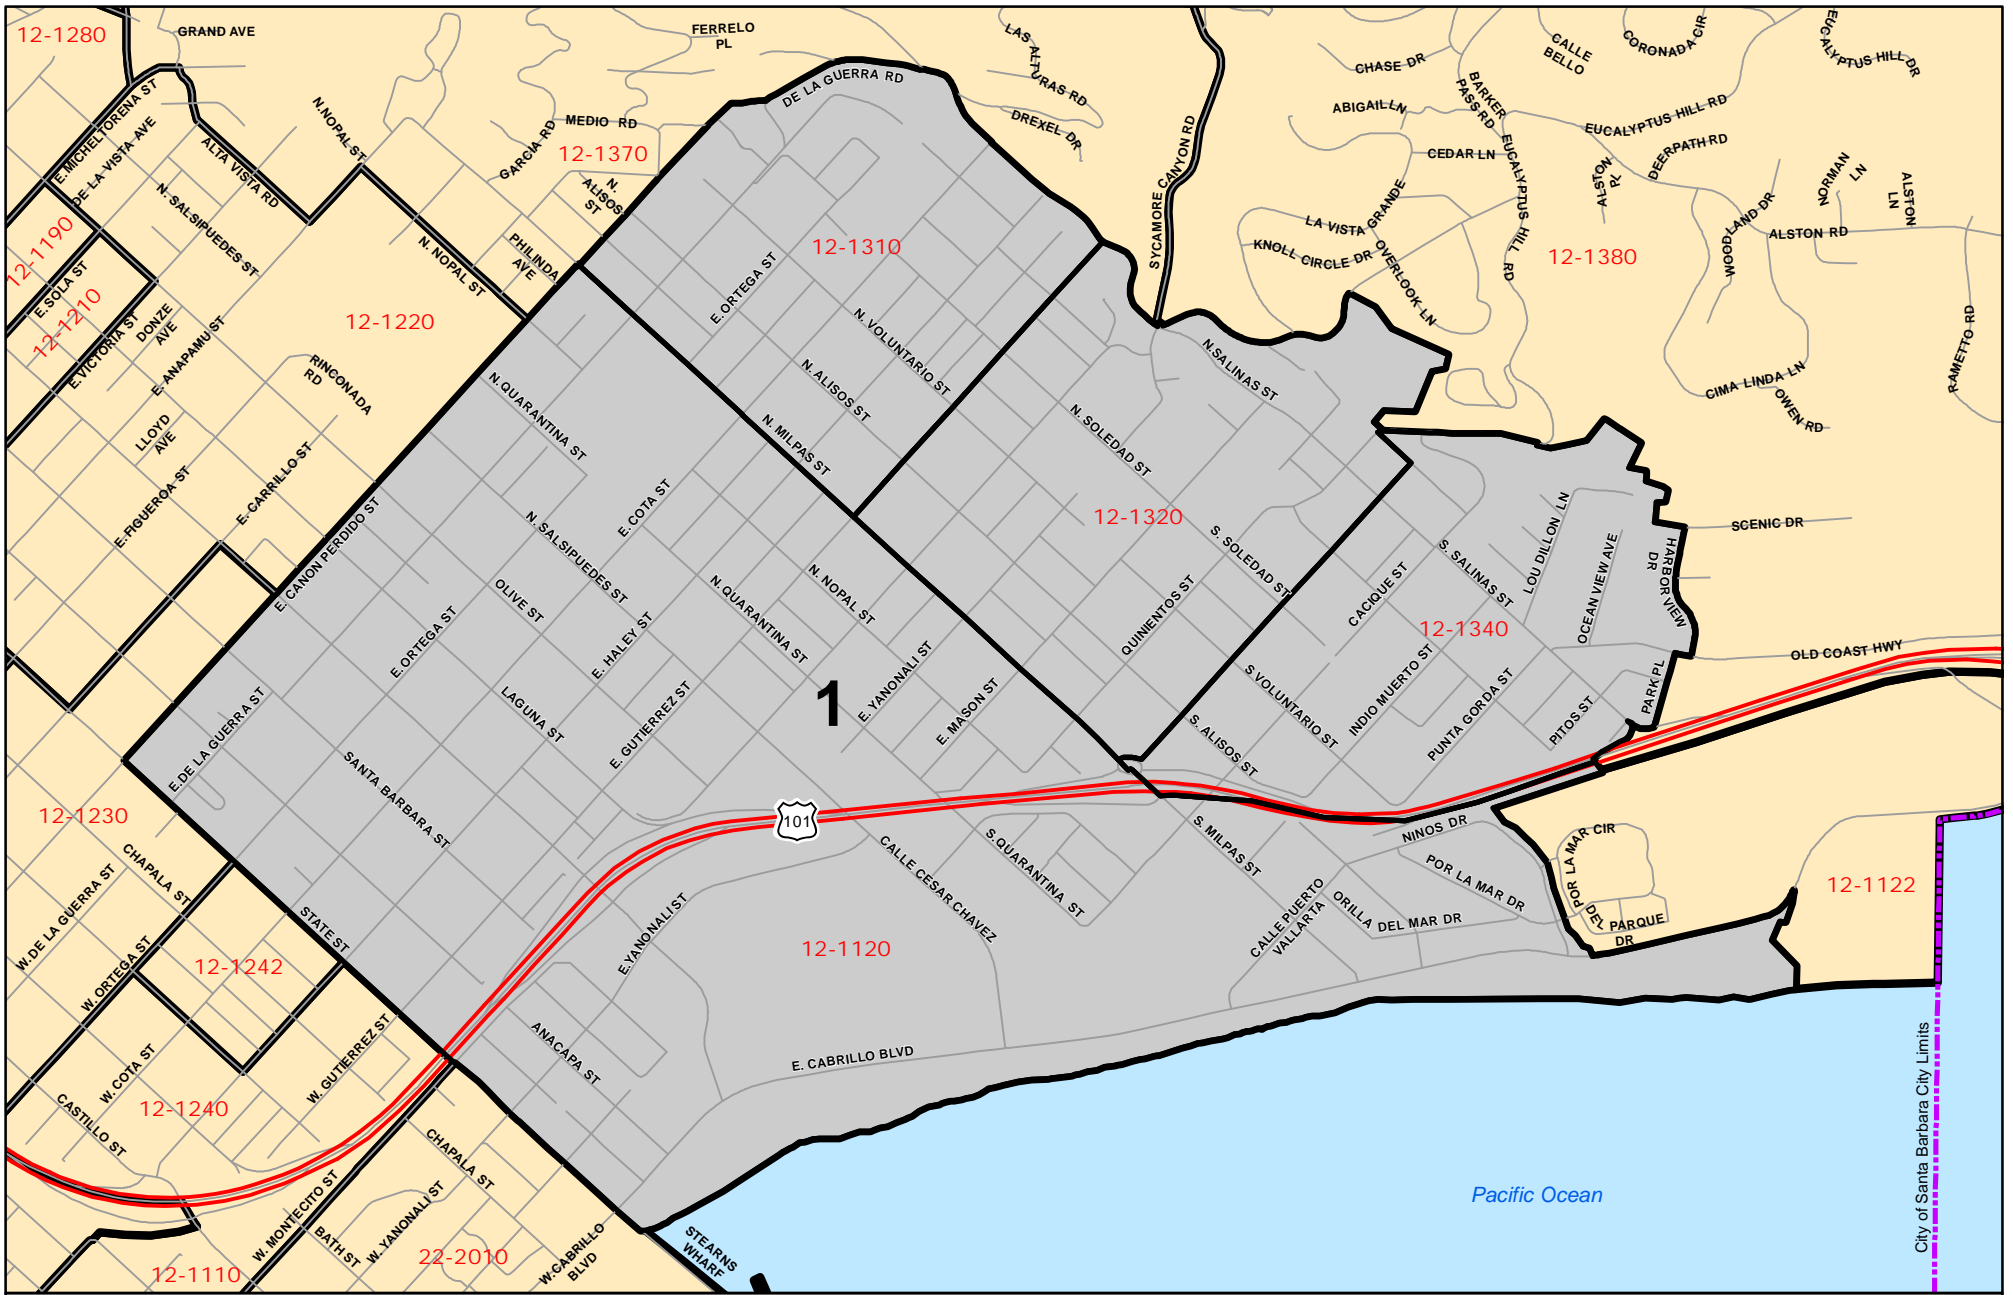 12-1280
GRAND AVE
FERRELO
PL
LAS ALTURAS RD
DREXEL DR
CHASE DR
CALLE
BELLO
CORONADA CIR
EUCALYPTUS HILL DR
ABIGAIL LN
BARKER
PASS RD
EUCALYPTUS HILL RD
EUCALYPTUS HILL RD
CEDAR LN
DEERPATH RD
ALSTON
PL
NORMAN
LN
ALSTON
LN
DE LA GUERRA RD
E. MICHELTORENA ST
DE LA VISTA AVE
N. NOPAL ST
ALTA VISTA RD
MEDIO RD
GARCIA RD
12-1370
N.
ALISOS
ST
N. SALSIPUEDES ST
PHILINDA
AVE
N. NOPAL ST
SYCAMORE CANYON RD
LA VISTA GRANDE
KNOLL CIRCLE DR
OVERLOOK LN
12-1380
WOODLAND DR
ALSTON RD
RAMETTO RD
CIMA LINDA LN
OWEN RD
12-1190
E. SOLA ST
12-1210
E. VICTORIA ST
DONZE
AVE
E. ANAPAMU ST
12-1220
RINCONADA
RD
LLOYD
AVE
E. FIGUEROA ST
E. CARRILLO ST
E. CANON PERDIDO ST
12-1310
E. ORTEGA ST
N. VOLUNTARIO ST
N. ALISOS ST
N. MILPAS ST
N. QUARANTINA ST
E. COTA ST
N. SALINAS ST
N. SOLEDAD ST
12-1320
S. SOLEDAD ST
QUINIENTOS ST
CACIQUE ST
S. SALINAS ST
LOU DILLON LN
OCEAN VIEW AVE
HARBOR VIEW
DR
SCENIC DR
OLD COAST HWY
12-1340
INDIO MUERTO ST
PUNTA GORDA ST
PITOS ST
PARK PL
S VOLUNTARIO ST
S. ALISOS ST
N. SALSIPUEDES ST
OLIVE ST
E. HALEY ST
N. QUARANTINA ST
N. NOPAL ST
E. ORTEGA ST
E. YANONALI ST
E. MASON ST
1
LAGUNA ST
E. GUTIERREZ ST
E. DE LA GUERRA ST
SANTA BARBARA ST
101
12-1230
CHAPALA ST
W. DE LA GUERRA ST
STATE ST
W. ORTEGA ST
12-1242
W. COTA ST
W. GUTIERREZ ST
12-1240
CASTILLO ST
E. YANONALI ST
CALLE CESAR CHAVEZ
S. QUARANTINA ST
S. MILPAS ST
12-1120
NINOS DR
POR LA MAR DR
POR LA MAR CIR
CALLE PUERTO
VALLARTA
ORILLA
DEL MAR DR
DEL
PARQUE
DR
12-1122
ANACAPA ST
E. CABRILLO BLVD
CHAPALA ST
W. MONTECITO ST
BATH ST
W. YANONALI ST
22-2010
W. CABRILLO
BLVD
12-1110
STEARNS
WHARF
Pacific Ocean
City of Santa Barbara City Limits